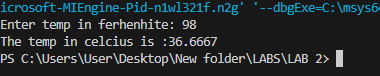 icrosoft-MIEngine-Pid-n1wl321f.n2g' '--dbgExe=C:\msys6
Enter temp in ferhenhite: 98
The temp in celcius is :36.6667
PS C:\Users\User\Desktop\New folder\LABS\LAB 2>